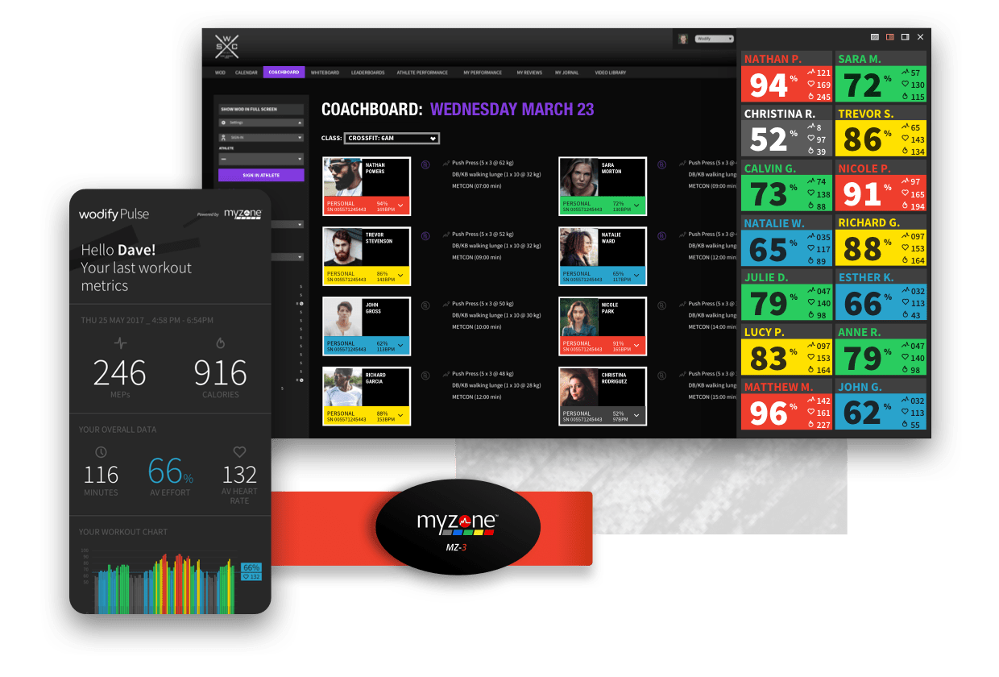 W
S C
Wodify
WOD CALENDAR COACHBOARD WHITEBOARD LEADERBOARDS ATHLETE PERFORMANCE MY PERFORMANCE MY REVIEWS MY JORNAL VIDEO LIBRARY
SHOW WOD IN FULL SCREEN
Settings
SIGN IN
ATHLETE
SIGN IN ATHLETE
COACHBOARD: WEDNESDAY MARCH 23
CLASS: CROSSFIT: 6AM
NATHAN
POWERS
PERSONAL 94%
SN 005571245443 169BPM
Push Press (5 x 3 @ 62 kg)
DB/KB walking lunge (1 x 10 @ 32 kg)
METCON (07:00 min)
SARA
MORTON
PERSONAL 72%
SN 005571245443 130BPM
Push Press (5 x 3 @
DB/KB walking lunge
METCON (09:00 min)
TREVOR
STEVENSON
PERSONAL 86%
SN 005571245443 143BPM
Push Press (5 x 3 @ 52 kg)
DB/KB walking lunge (1 x 10 @ 32 kg)
METCON (09:00 min)
NATALIE
WARD
PERSONAL 65%
SN 005571245443 117BPM
Push Press (5 x 3 @
DB/KB walking lunge
METCON (12:00 min)
JOHN
GROSS
PERSONAL 62%
SN 005571245443 113BPM
Push Press (5 x 3 @ 50 kg)
DB/KB walking lunge (1 x 10 @ 30 kg)
METCON (10:00 min)
NICOLE
PARK
PERSONAL 91%
SN 005571245443 165BPM
Push Press (5 x 3 @
DB/KB walking lunge
METCON (14:00 min)
RICHARD
GARCIA
PERSONAL 88%
SN 005571245443 153BPM
Push Press (5 x 3 @ 48 kg)
DB/KB walking lunge (1 x 10 @ 28 kg)
METCON (12:00 min)
CHRISTINA
RODRIGUEZ
PERSONAL 52%
SN 005571245443 97BPM
Push Press (5 x 3 @
DB/KB walking lunge
METCON (15:00 min)
NATHAN P.
94% 121
169
245
SARA M.
72% 57
130
115
CHRISTINA R.
52% 8
97
39
TREVOR S.
86% 65
143
134
CALVIN G.
73% 74
138
88
NICOLE P.
91% 97
165
194
NATALIE W.
65% 035
117
89
RICHARD G.
88% 097
153
164
JULIE D.
79% 047
140
98
ESTHER K.
66% 032
113
43
LUCY P.
83% 097
153
164
ANNE R.
79% 047
140
98
MATTHEW M.
96% 142
161
227
JOHN G.
62% 032
113
55
wodify Pulse Powered by myzone
Hello Dave!
Your last workout
metrics
THU 25 MAY 2017 _ 4:58 PM - 6:54PM
246 916
MEPs CALORIES
YOUR OVERALL DATA
116 66% 132
MINUTES AV EFFORT AV HEART
RATE
YOUR WORKOUT CHART
100
90
80
70
60
50
66%
132
myzone™
MZ-3